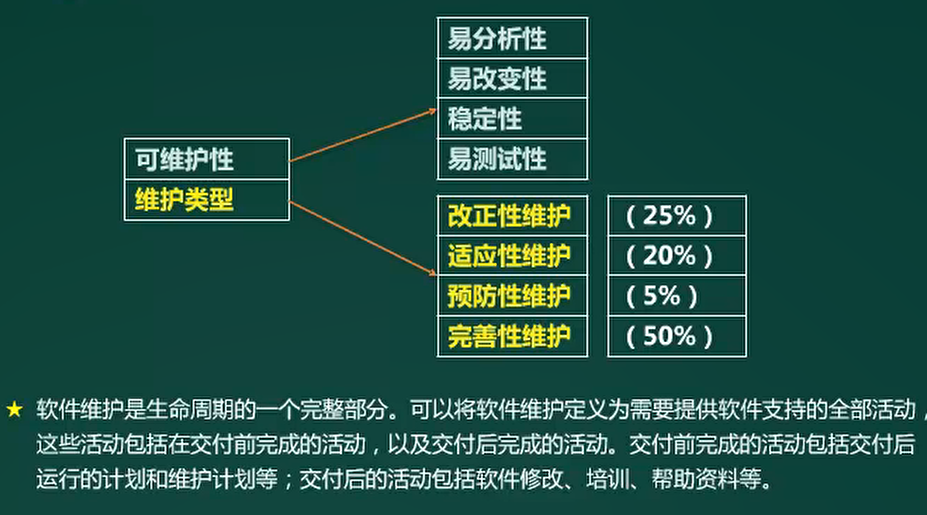 易分析性
易改变性
稳定性
易测试性
可维护性
维护类型
改正性维护 （25%）
适应性维护 （20%）
预防性维护 （5%）
完善性维护 （50%）
★ 软件维护是生命周期的一个完整部分。可以将软件维护定义为需要提供软件支持的全部活动，
这些活动包括在交付前完成的活动，以及交付后完成的活动。交付前完成的活动包括交付后
运行的计划和维护计划等；交付后的活动包括软件修改、培训、帮助资料等。